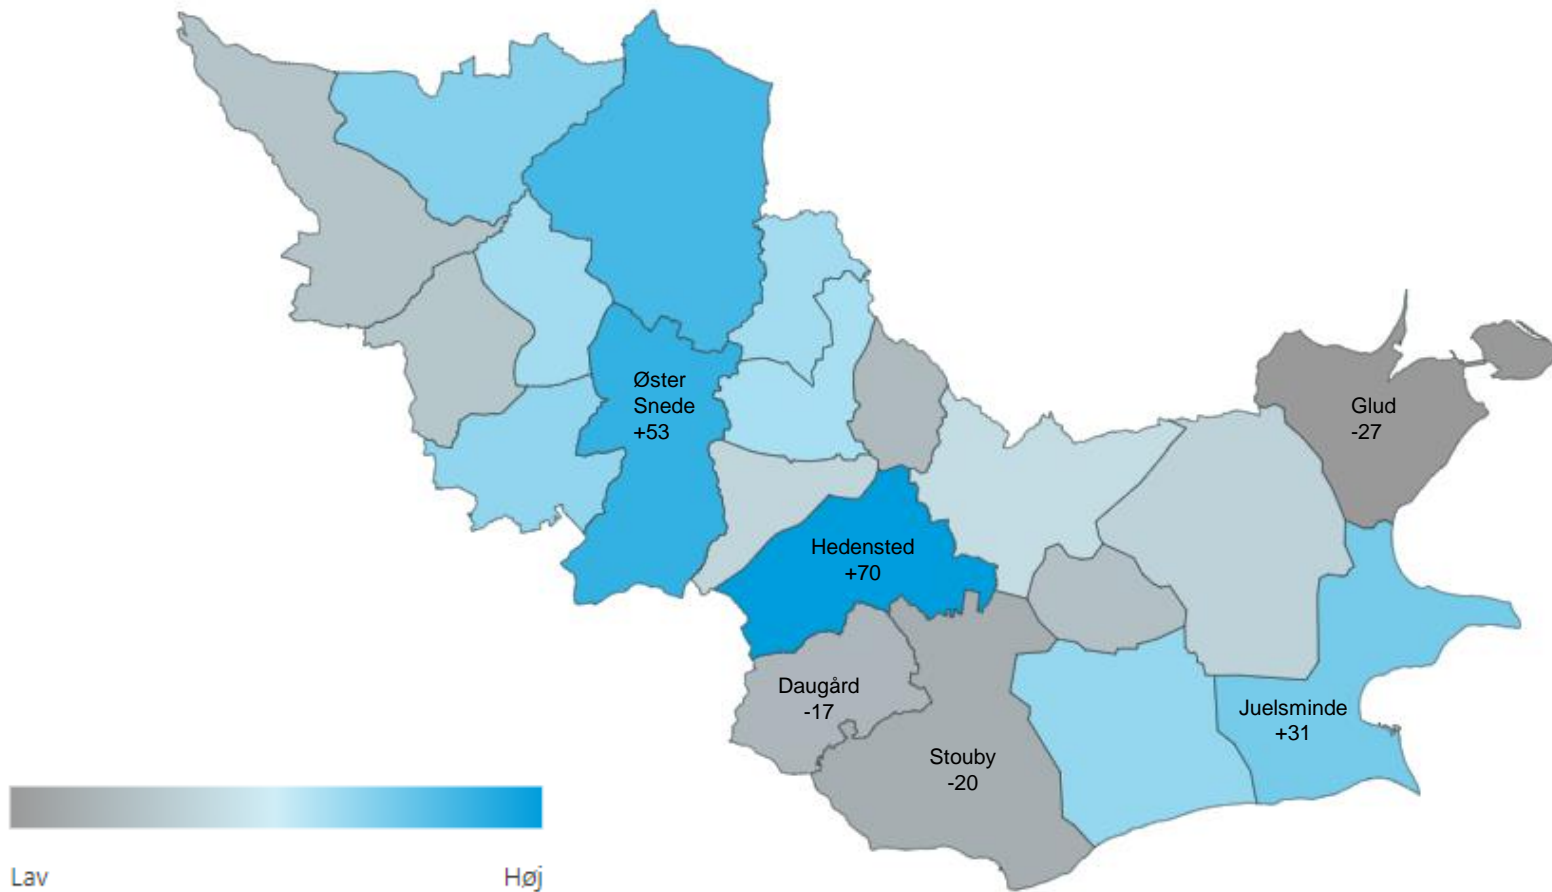 Øster
Snede
+53
Glud
-27
Hedensted
+70
Daugård
-17
Juelsminde
+31
Stouby
-20
Lav
Høj